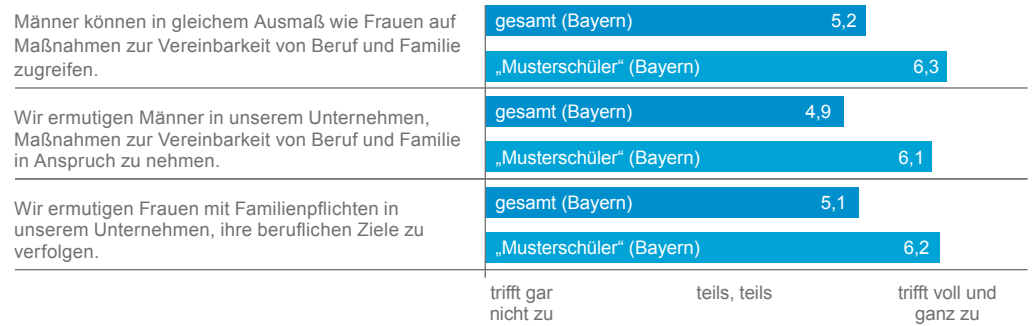 Männer können in gleichem Ausmaß wie Frauen auf
Maßnahmen zur Vereinbarkeit von Beruf und Familie
zugreifen.
gesamt (Bayern) 5,2
„Musterschüler“ (Bayern) 6,3
Wir ermutigen Männer in unserem Unternehmen,
Maßnahmen zur Vereinbarkeit von Beruf und Familie
in Anspruch zu nehmen.
gesamt (Bayern) 4,9
„Musterschüler“ (Bayern) 6,1
Wir ermutigen Frauen mit Familienpflichten in
unserem Unternehmen, ihre beruflichen Ziele zu
verfolgen.
gesamt (Bayern) 5,1
„Musterschüler“ (Bayern) 6,2
trifft gar
nicht zu
teils, teils
trifft voll und
ganz zu